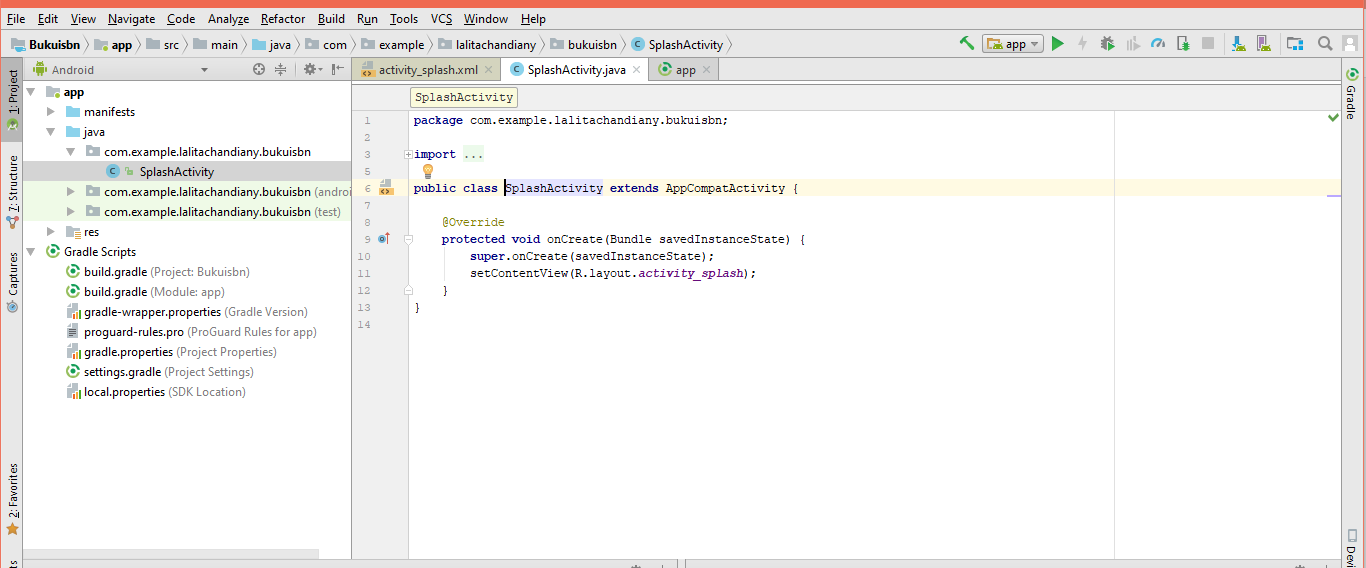 File Edit View Navigate Code Analyze Refactor Build Run Tools VCS Window Help
Bukuisbn app src main java com example lalitachandiany bukuisbn SplashActivity app
Android
activity_splash.xml SplashActivity.java app
1: Project
7: Structure
Captures
2: Favorites
app
manifests
java
com.example.lalitachandiany.bukuisbn
SplashActivity
com.example.lalitachandiany.bukuisbn (andro
com.example.lalitachandiany.bukuisbn (test)
res
Gradle Scripts
build.gradle (Project: Bukuisbn)
build.gradle (Module: app)
gradle-wrapper.properties (Gradle Version)
proguard-rules.pro (ProGuard Rules for app)
gradle.properties (Project Properties)
settings.gradle (Project Settings)
local.properties (SDK Location)
SplashActivity
1 package com.example.lalitachandiany.bukuisbn;
2
3 import ...
5
6 public class SplashActivity extends AppCompatActivity {
7
8 @Override
9 protected void onCreate(Bundle savedInstanceState) {
10 super.onCreate(savedInstanceState);
11 setContentView(R.layout.activity_splash);
12 }
13 }
14
Gradle
Devi